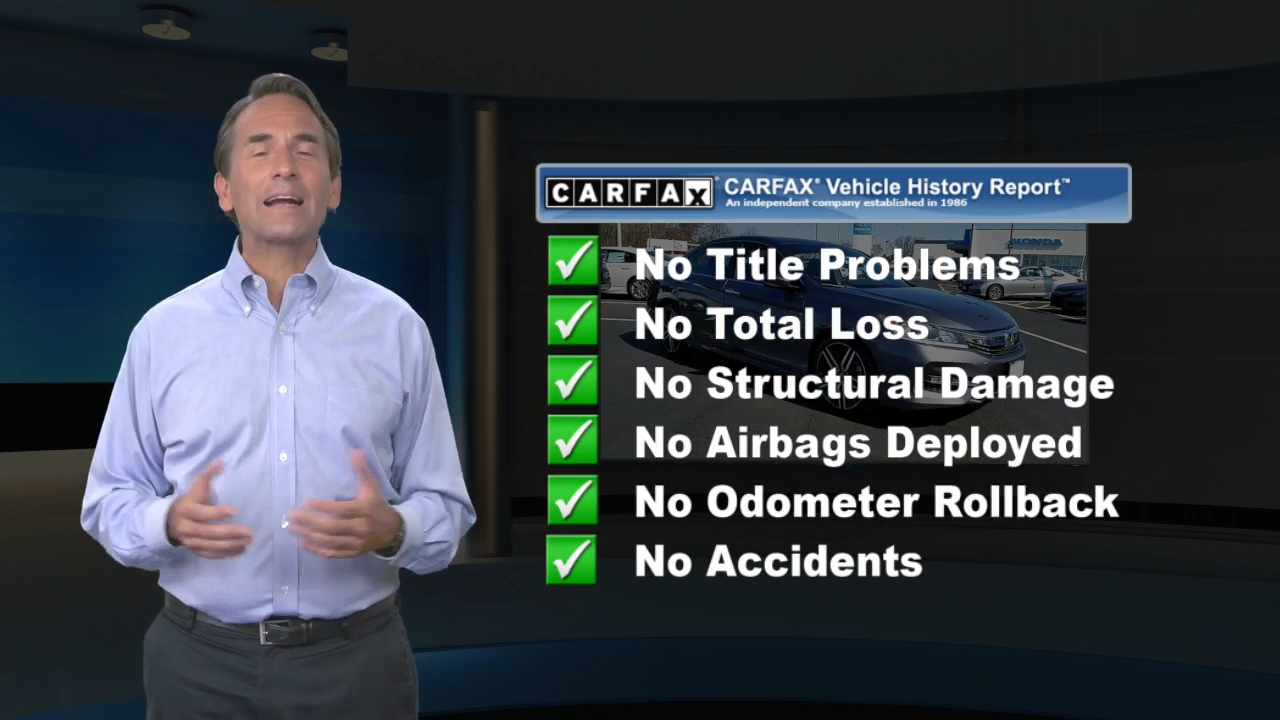 CARFAX® CARFAX® Vehicle History Report™
An independent company established in 1986
HONDA
No Title Problems
No Total Loss
No Structural Damage
No Airbags Deployed
No Odometer Rollback
No Accidents